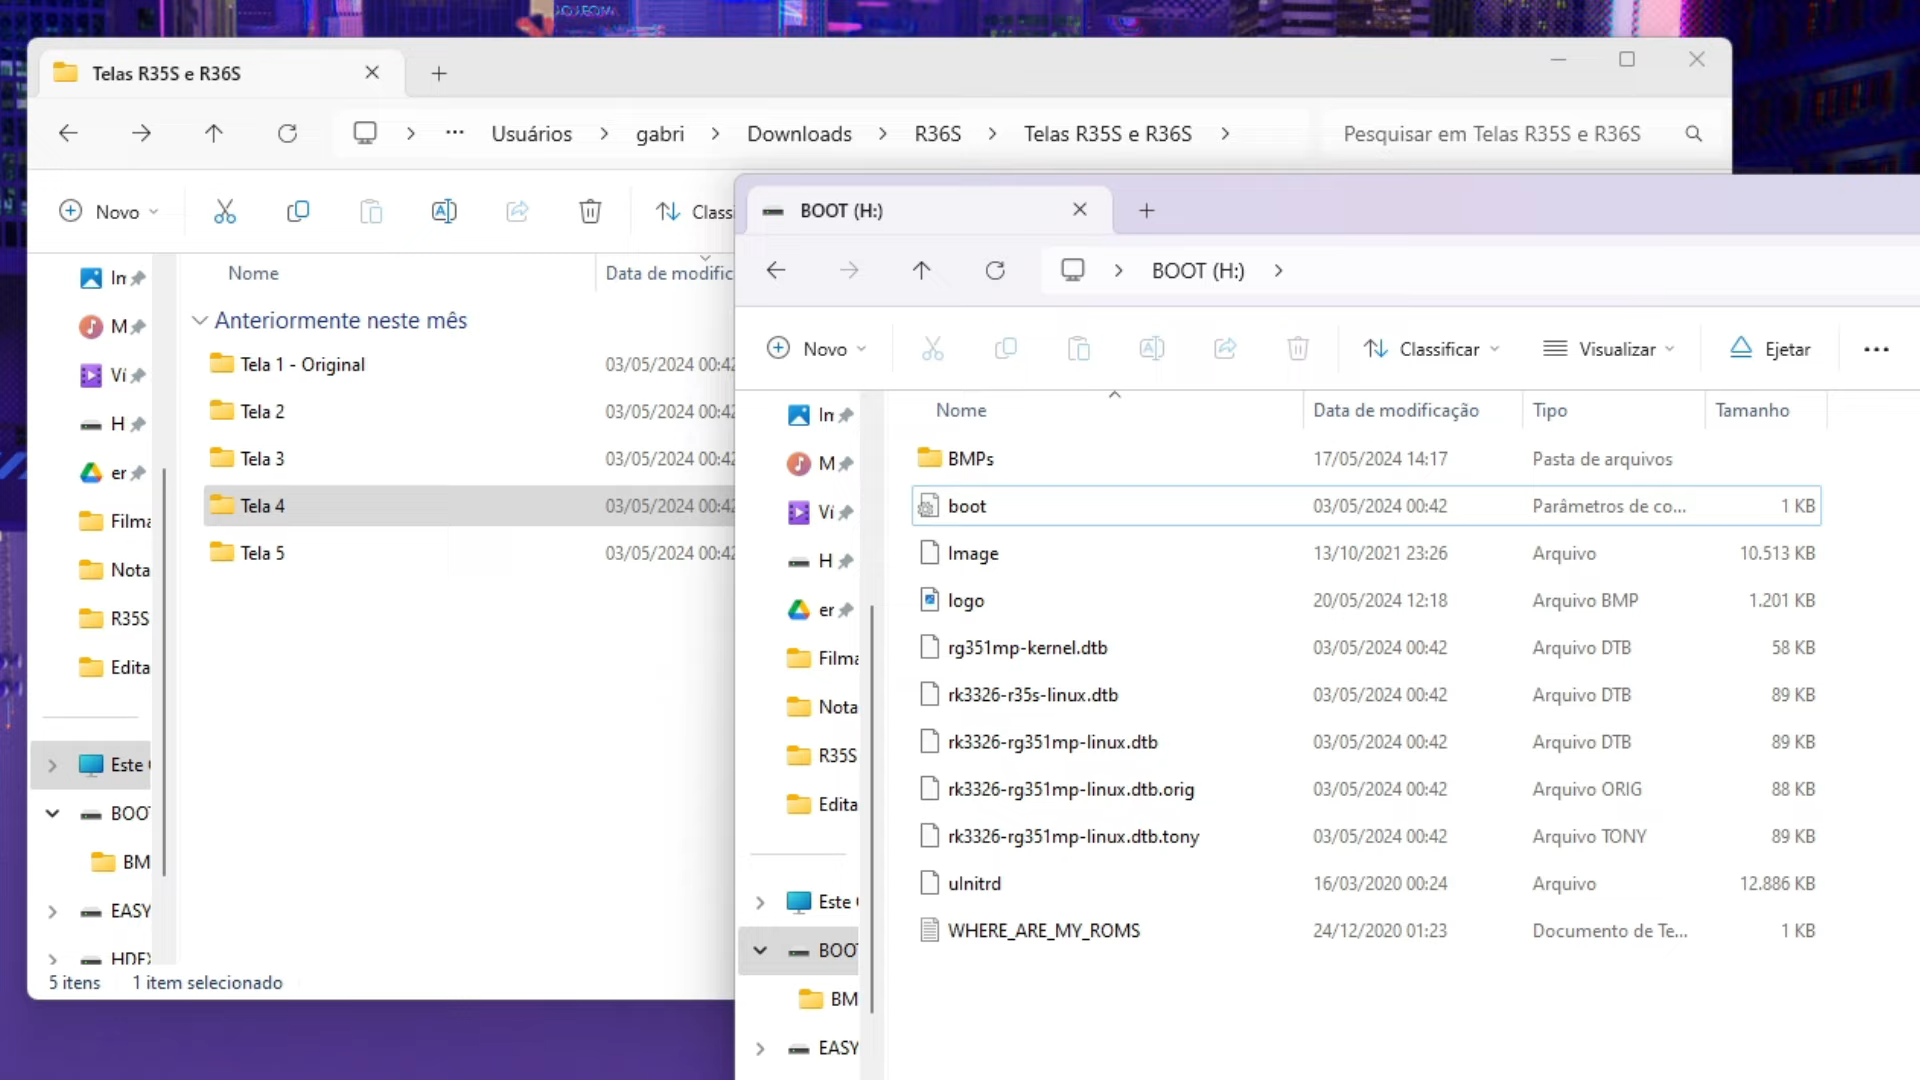 Telas R35S e R36S
Usuários
gabri
Downloads
R36S
Telas R35S e R36S
Pesquisar em Telas R35S e R36S
Novo
Classi
Nome
Data de modific
Anteriormente neste mês
Tela 1 - Original 03/05/2024 00:42
Tela 2 03/05/2024 00:42
Tela 3 03/05/2024 00:42
Tela 4 03/05/2024 00:42
Tela 5 03/05/2024 00:42
M
Ví
H
er
Filma
Nota
R35S
Edita
Este
BOOT
BM
EASY
HDEX
5 itens 1 item selecionado
BOOT (H:)
BOOT (H:)
Novo
Classificar
Visualizar
Ejetar
Nome Data de modificação Tipo Tamanho
BMPs 17/05/2024 14:17 Pasta de arquivos
boot 03/05/2024 00:42 Parâmetros de co... 1 KB
Image 13/10/2021 23:26 Arquivo 10.513 KB
logo 20/05/2024 12:18 Arquivo BMP 1.201 KB
rg351mp-kernel.dtb 03/05/2024 00:42 Arquivo DTB 58 KB
rk3326-r35s-linux.dtb 03/05/2024 00:42 Arquivo DTB 89 KB
rk3326-rg351mp-linux.dtb 03/05/2024 00:42 Arquivo DTB 89 KB
rk3326-rg351mp-linux.dtb.orig 03/05/2024 00:42 Arquivo ORIG 88 KB
rk3326-rg351mp-linux.dtb.tony 03/05/2024 00:42 Arquivo TONY 89 KB
uInitrd 16/03/2020 00:24 Arquivo 12.886 KB
WHERE_ARE_MY_ROMS 24/12/2020 01:23 Documento de Te... 1 KB
M
Ví
H
er
Filma
Nota
R35S
Edita
Este
BOOT
BM
EASY